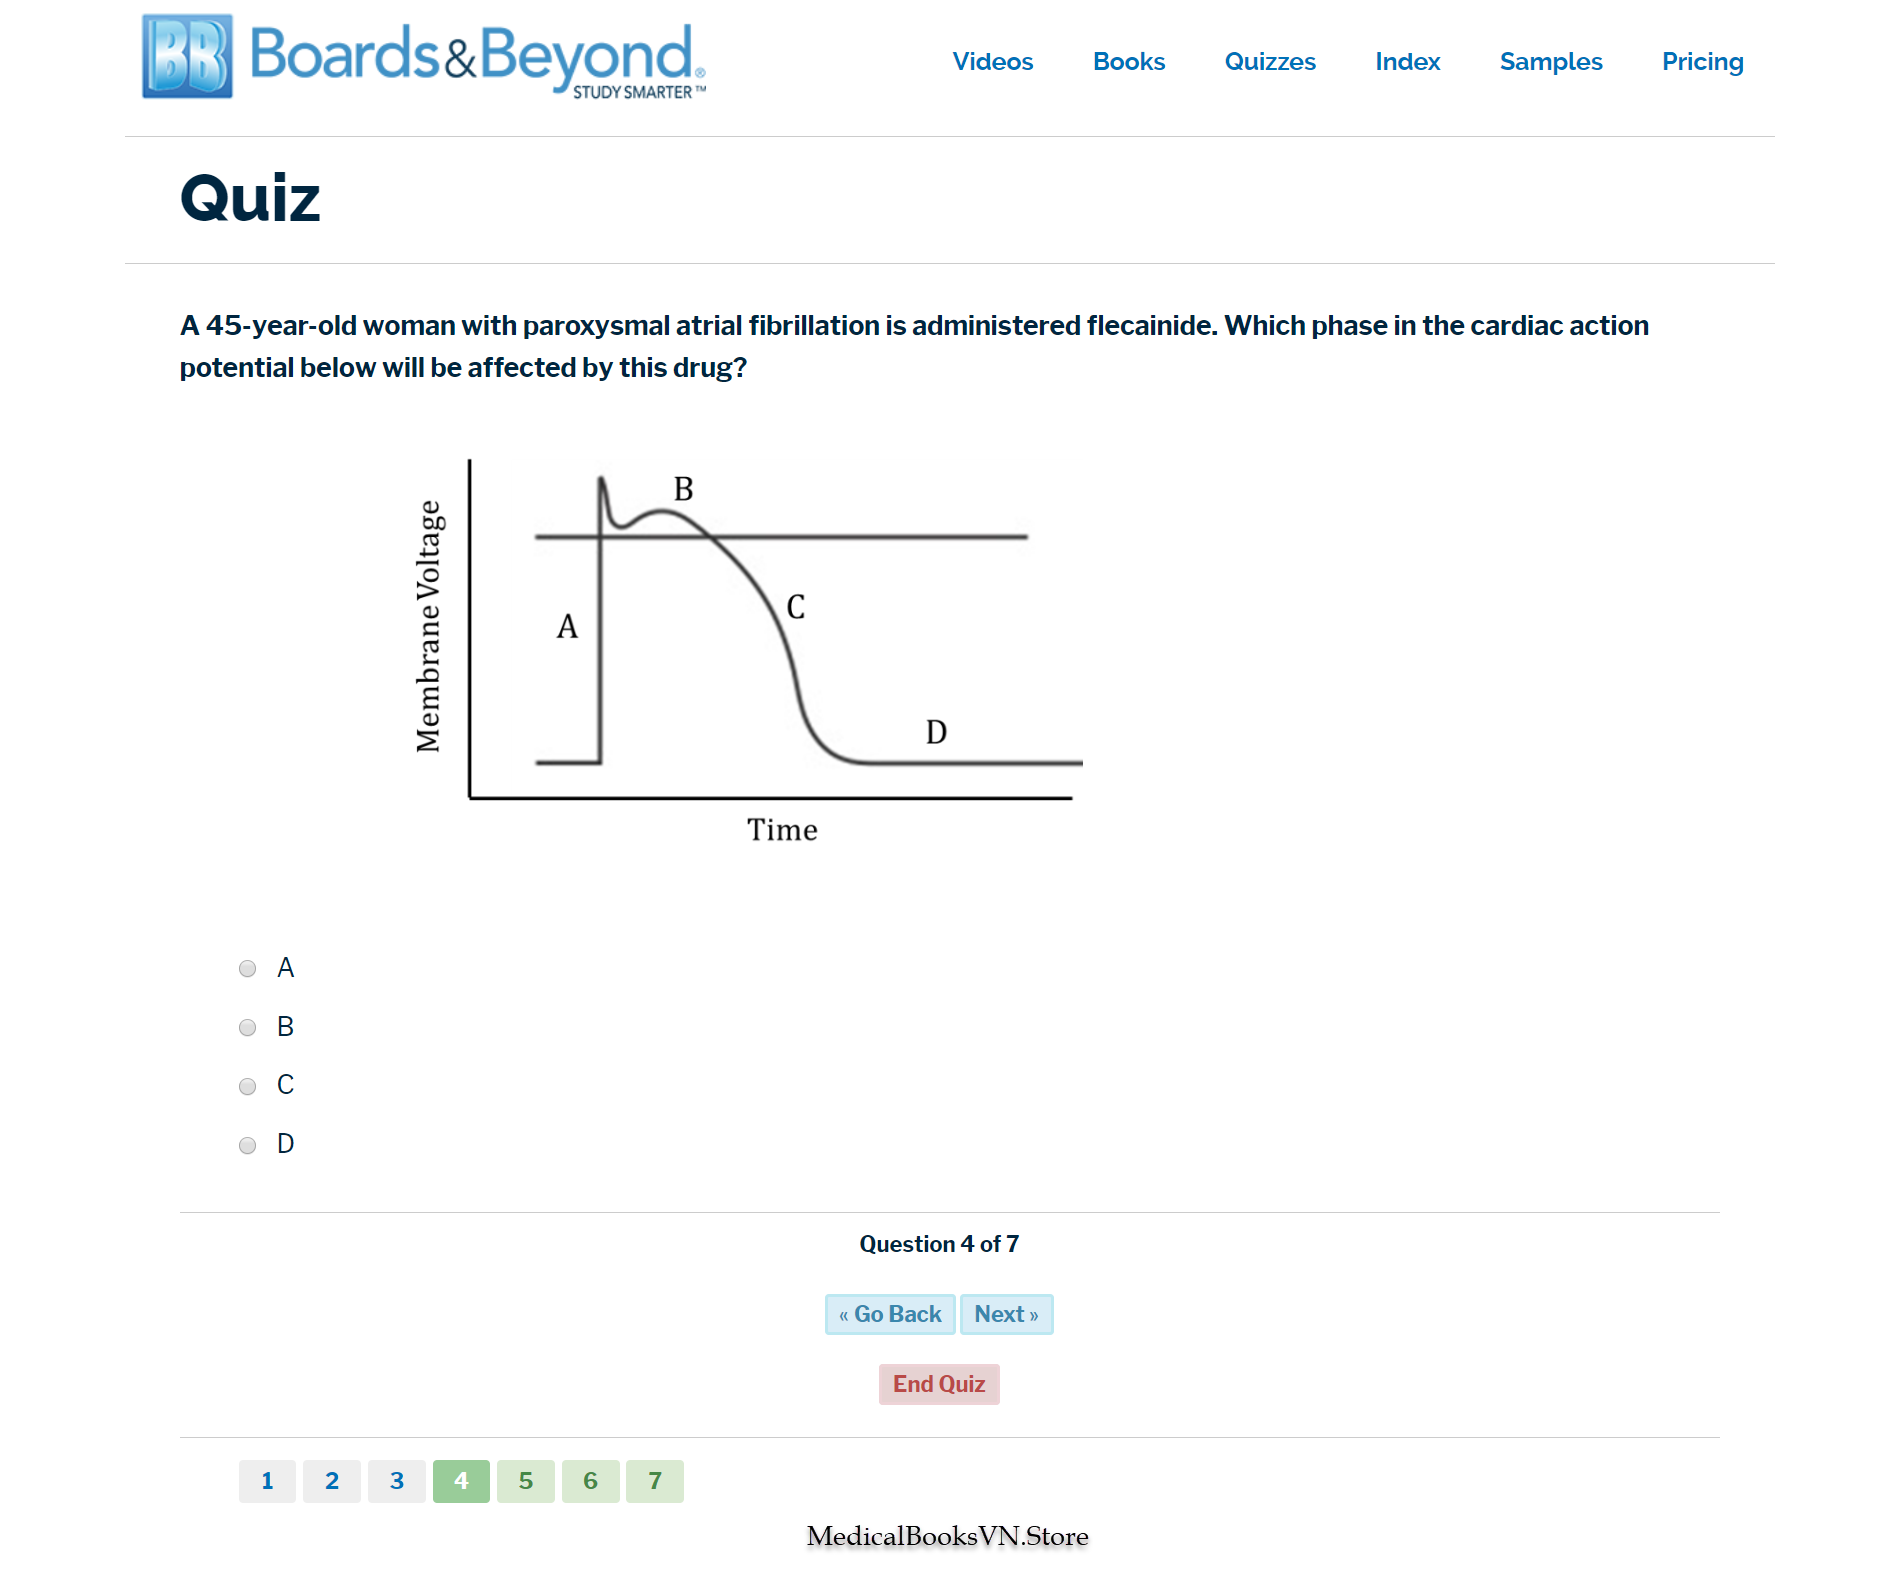 BB Boards&Beyond.®
STUDY SMARTER™
Videos Books Quizzes Index Samples Pricing
Quiz
A 45-year-old woman with paroxysmal atrial fibrillation is administered flecainide. Which phase in the cardiac action
potential below will be affected by this drug?
Membrane Voltage
B
C
A
D
Time
A
B
C
D
Question 4 of 7
« Go Back Next »
End Quiz
1 2 3 4 5 6 7
MedicalBooksVN.Store